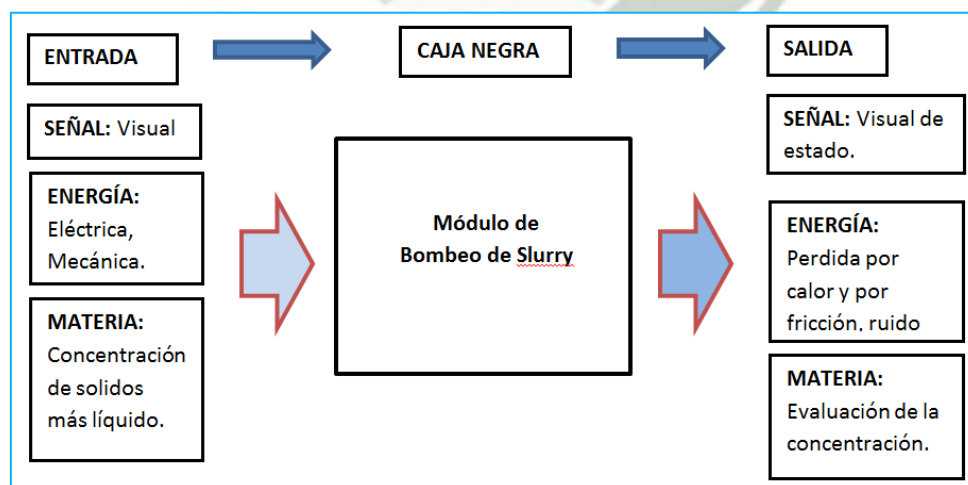 ENTRADA
CAJA NEGRA
SALIDA
SEÑAL: Visual
ENERGÍA:
Eléctrica,
Mecánica.
MATERIA:
Concentración
de solidos
más líquido.
Módulo de
Bombeo de Slurry
SEÑAL: Visual de
estado.
ENERGÍA:
Perdida por
calor y por
fricción, ruido
MATERIA:
Evaluación de la
concentración.